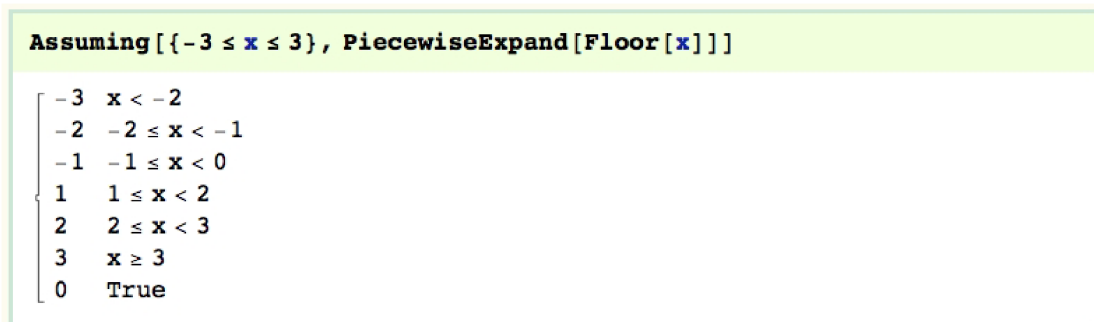 Assuming[{-3 ≤ x ≤ 3}, PiecewiseExpand[Floor[x]]]
-3 x < -2
-2 -2 ≤ x < -1
-1 -1 ≤ x < 0
1 1 ≤ x < 2
2 2 ≤ x < 3
3 x ≥ 3
0 True